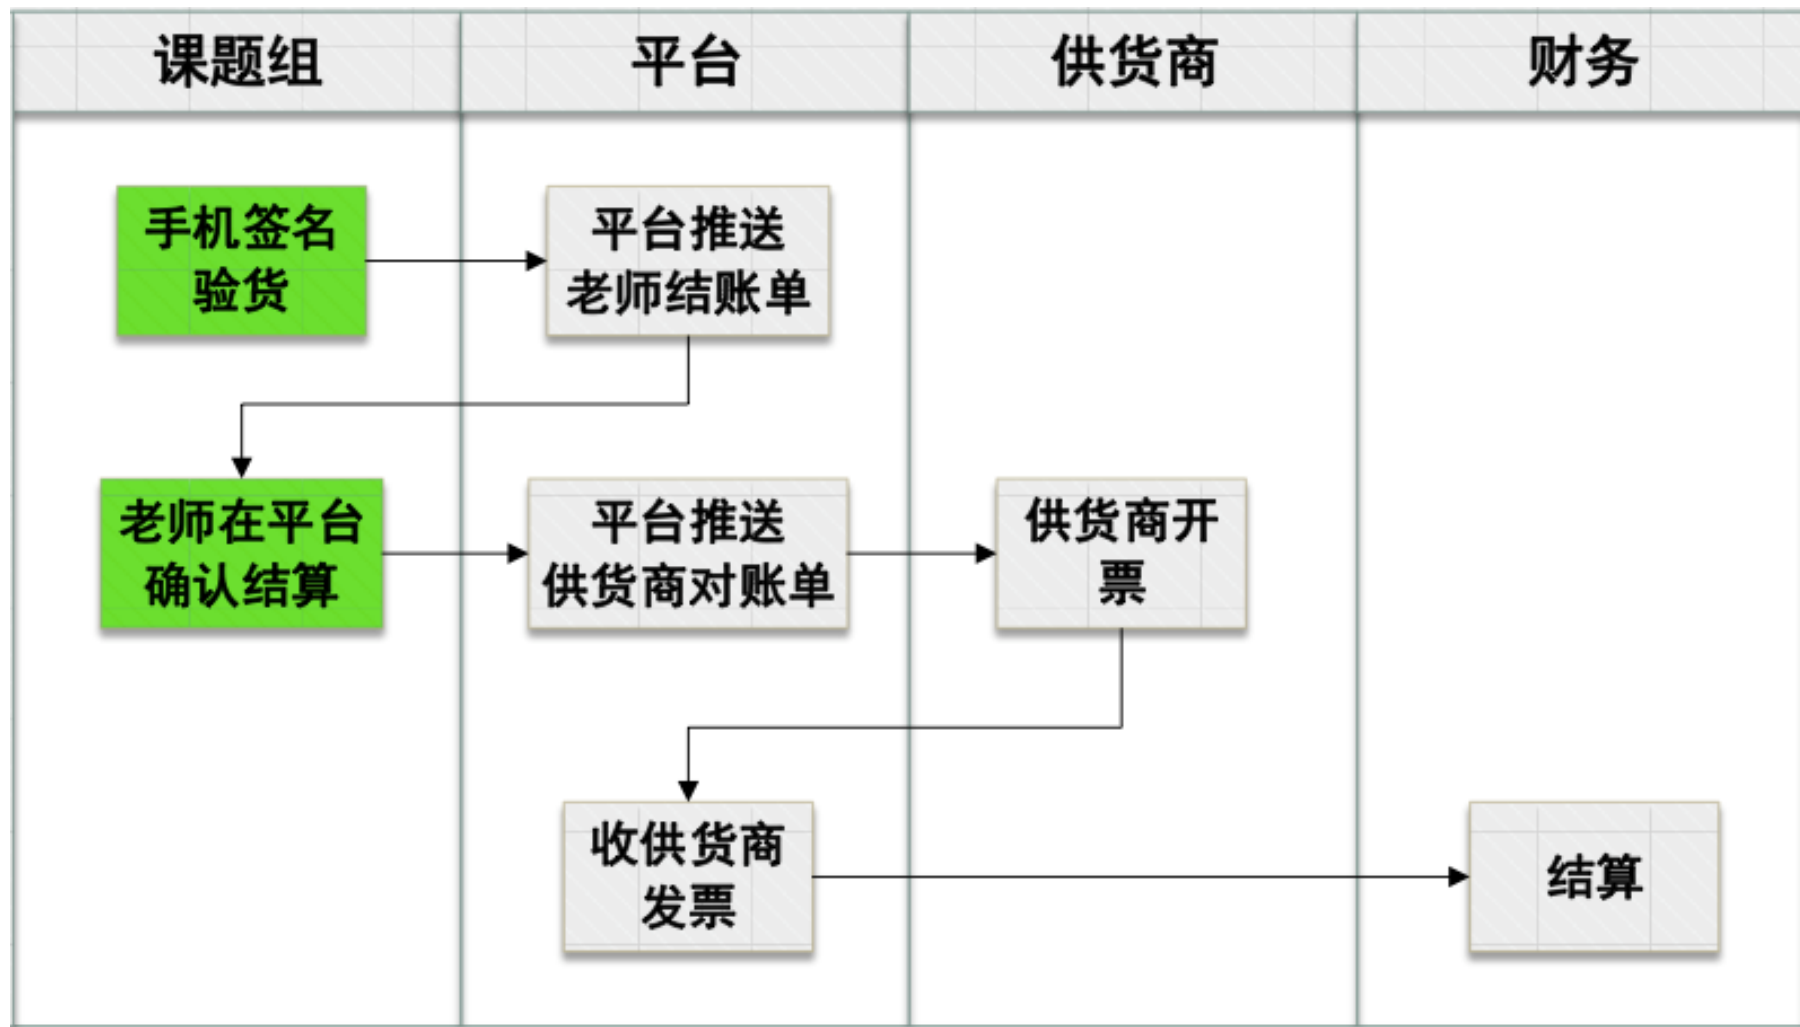 课题组
平台
供货商
财务
手机签名
验货
平台推送
老师结账单
老师在平台
确认结算
平台推送
供货商对账单
供货商开
票
收供货商
发票
结算